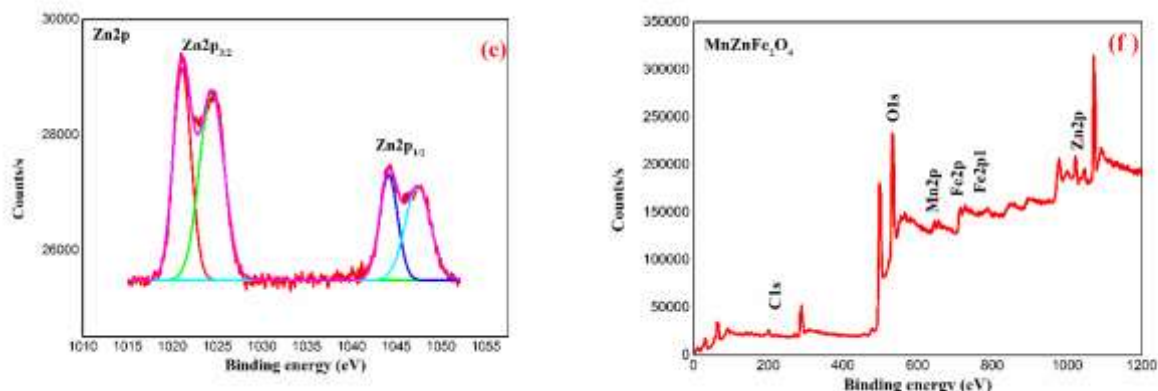 30000
Zn2p
Zn2p3/2
(e)
28000
Zn2p1/2
26000
Counts/s
1010 1015 1020 1025 1030 1035 1040 1045 1050 1055
Binding energy (eV)
350000
MnZnFe2O4
(f )
300000
250000
200000
150000
100000
50000
0
O1s
Mn2p
Fe2p
Fe2p1
Zn2p
C1s
Counts/s
0 200 400 600 800 1000 1200
Binding energy (eV)